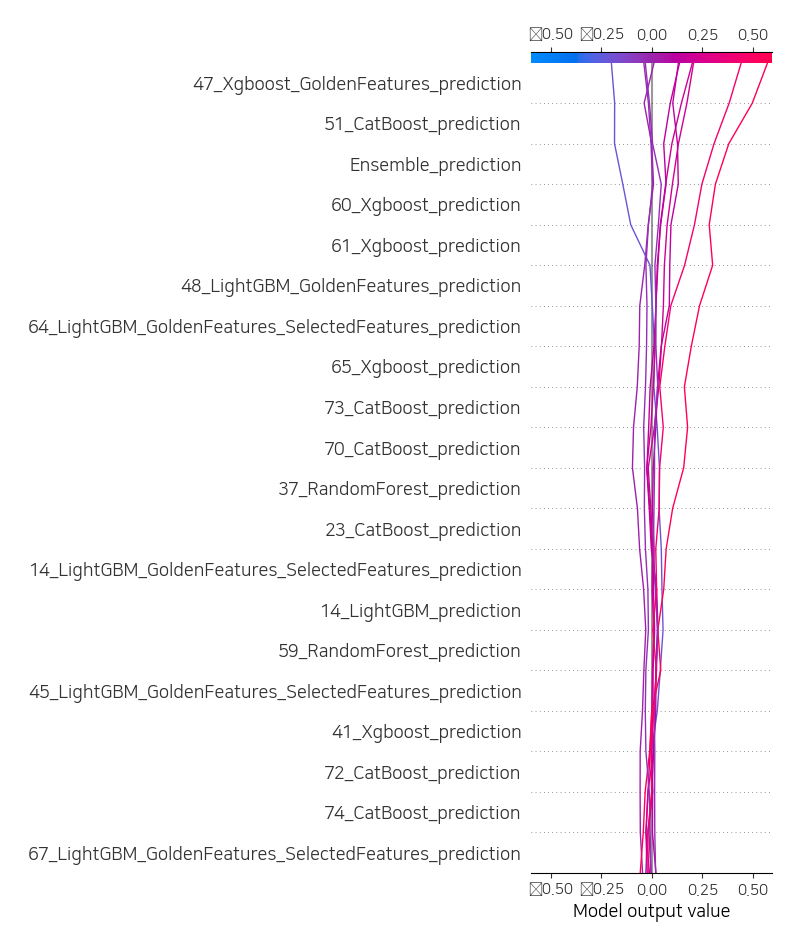 0.50 0.25 0.00 0.25 0.50
47_Xgboost_GoldenFeatures_prediction
51_CatBoost_prediction
Ensemble_prediction
60_Xgboost_prediction
61_Xgboost_prediction
48_LightGBM_GoldenFeatures_prediction
64_LightGBM_GoldenFeatures_SelectedFeatures_prediction
65_Xgboost_prediction
73_CatBoost_prediction
70_CatBoost_prediction
37_RandomForest_prediction
23_CatBoost_prediction
14_LightGBM_GoldenFeatures_SelectedFeatures_prediction
14_LightGBM_prediction
59_RandomForest_prediction
45_LightGBM_GoldenFeatures_SelectedFeatures_prediction
41_Xgboost_prediction
72_CatBoost_prediction
74_CatBoost_prediction
67_LightGBM_GoldenFeatures_SelectedFeatures_prediction
0.50 0.25 0.00 0.25 0.50
Model output value